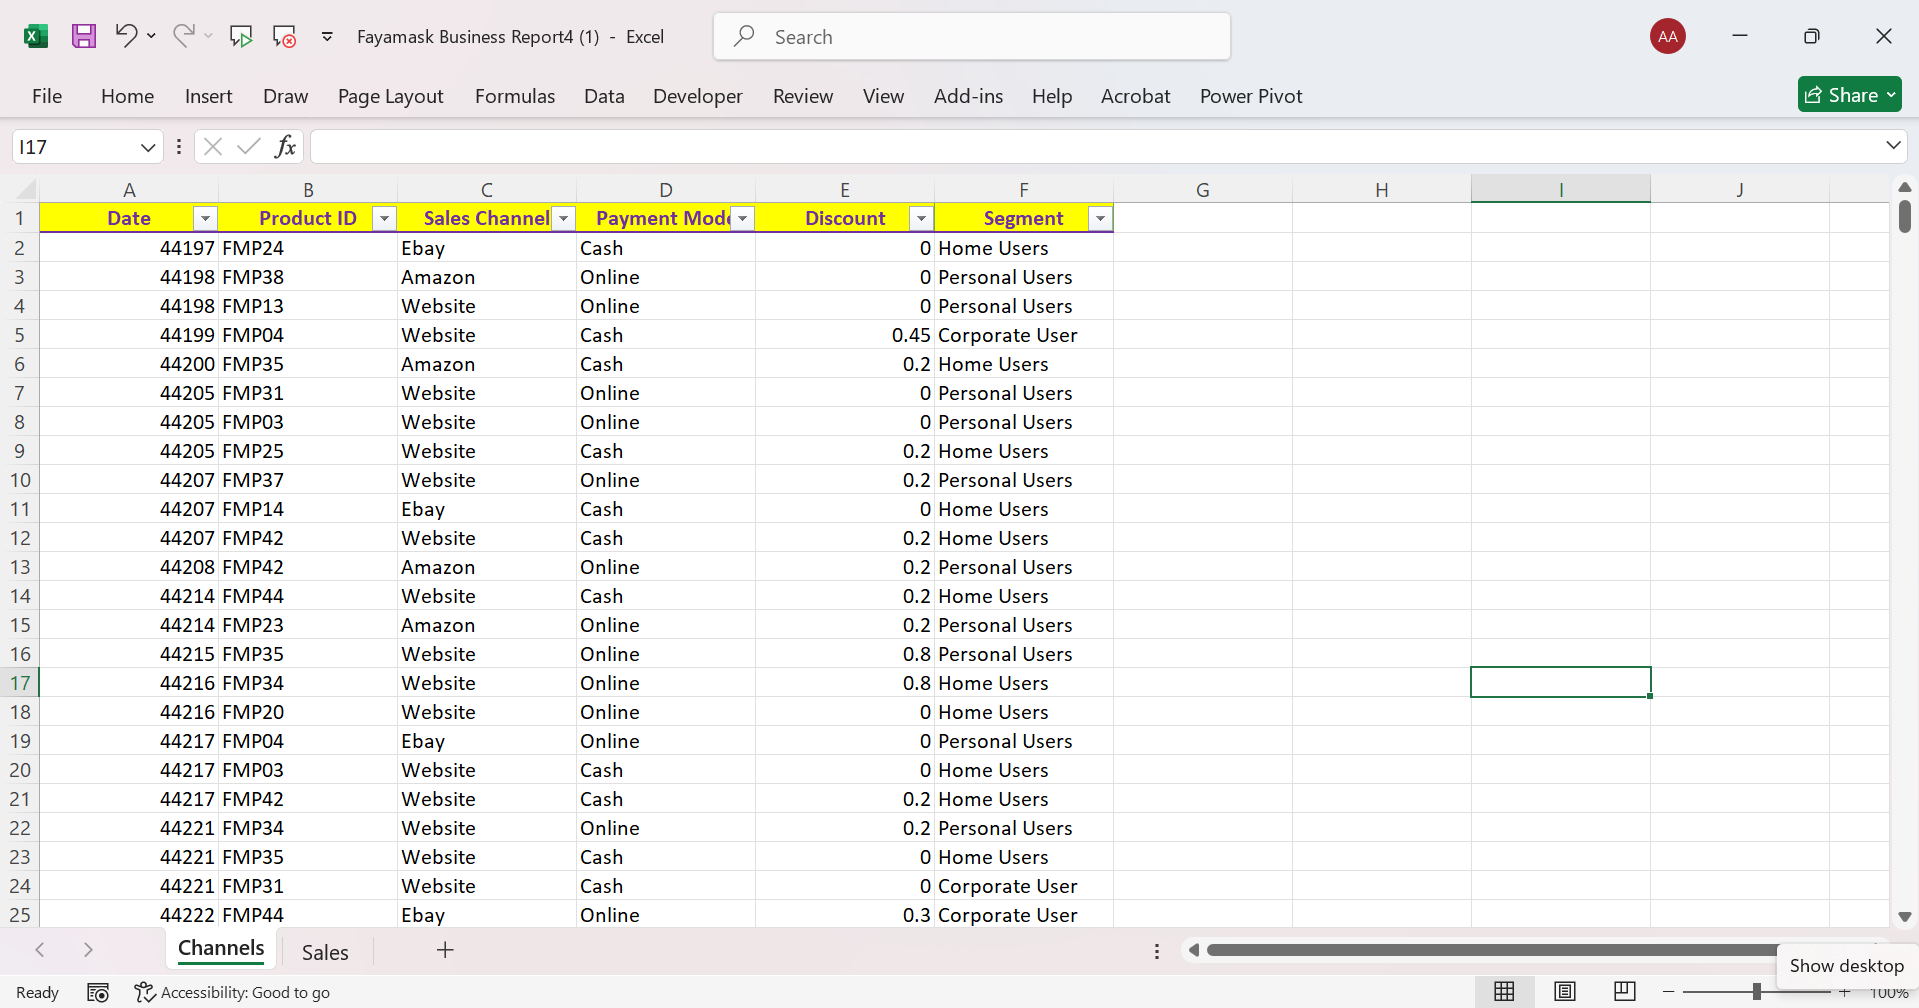 Fayamask Business Report4 (1) - Excel
Search
AA
File Home Insert Draw Page Layout Formulas Data Developer Review View Add-ins Help Acrobat Power Pivot Share
I17 fx
A B C D E F G H I J
1 Date Product ID Sales Channel Payment Mode Discount Segment
2 44197 FMP24 Ebay Cash 0 Home Users
3 44198 FMP38 Amazon Online 0 Personal Users
4 44198 FMP13 Website Online 0 Personal Users
5 44199 FMP04 Website Cash 0.45 Corporate User
6 44200 FMP35 Amazon Cash 0.2 Home Users
7 44205 FMP31 Website Online 0 Personal Users
8 44205 FMP03 Website Online 0 Personal Users
9 44205 FMP25 Website Cash 0.2 Home Users
10 44207 FMP37 Website Online 0.2 Personal Users
11 44207 FMP14 Ebay Cash 0 Home Users
12 44207 FMP42 Website Cash 0.2 Home Users
13 44208 FMP42 Amazon Online 0.2 Personal Users
14 44214 FMP44 Website Cash 0.2 Home Users
15 44214 FMP23 Amazon Online 0.2 Personal Users
16 44215 FMP35 Website Online 0.8 Personal Users
17 44216 FMP34 Website Online 0.8 Home Users
18 44216 FMP20 Website Online 0 Home Users
19 44217 FMP04 Ebay Online 0 Personal Users
20 44217 FMP03 Website Cash 0 Home Users
21 44217 FMP42 Website Cash 0.2 Home Users
22 44221 FMP34 Website Online 0.2 Personal Users
23 44221 FMP35 Website Cash 0 Home Users
24 44221 FMP31 Website Cash 0 Corporate User
25 44222 FMP44 Ebay Online 0.3 Corporate User
Channels Sales
Show desktop
Ready Accessibility: Good to go 100%